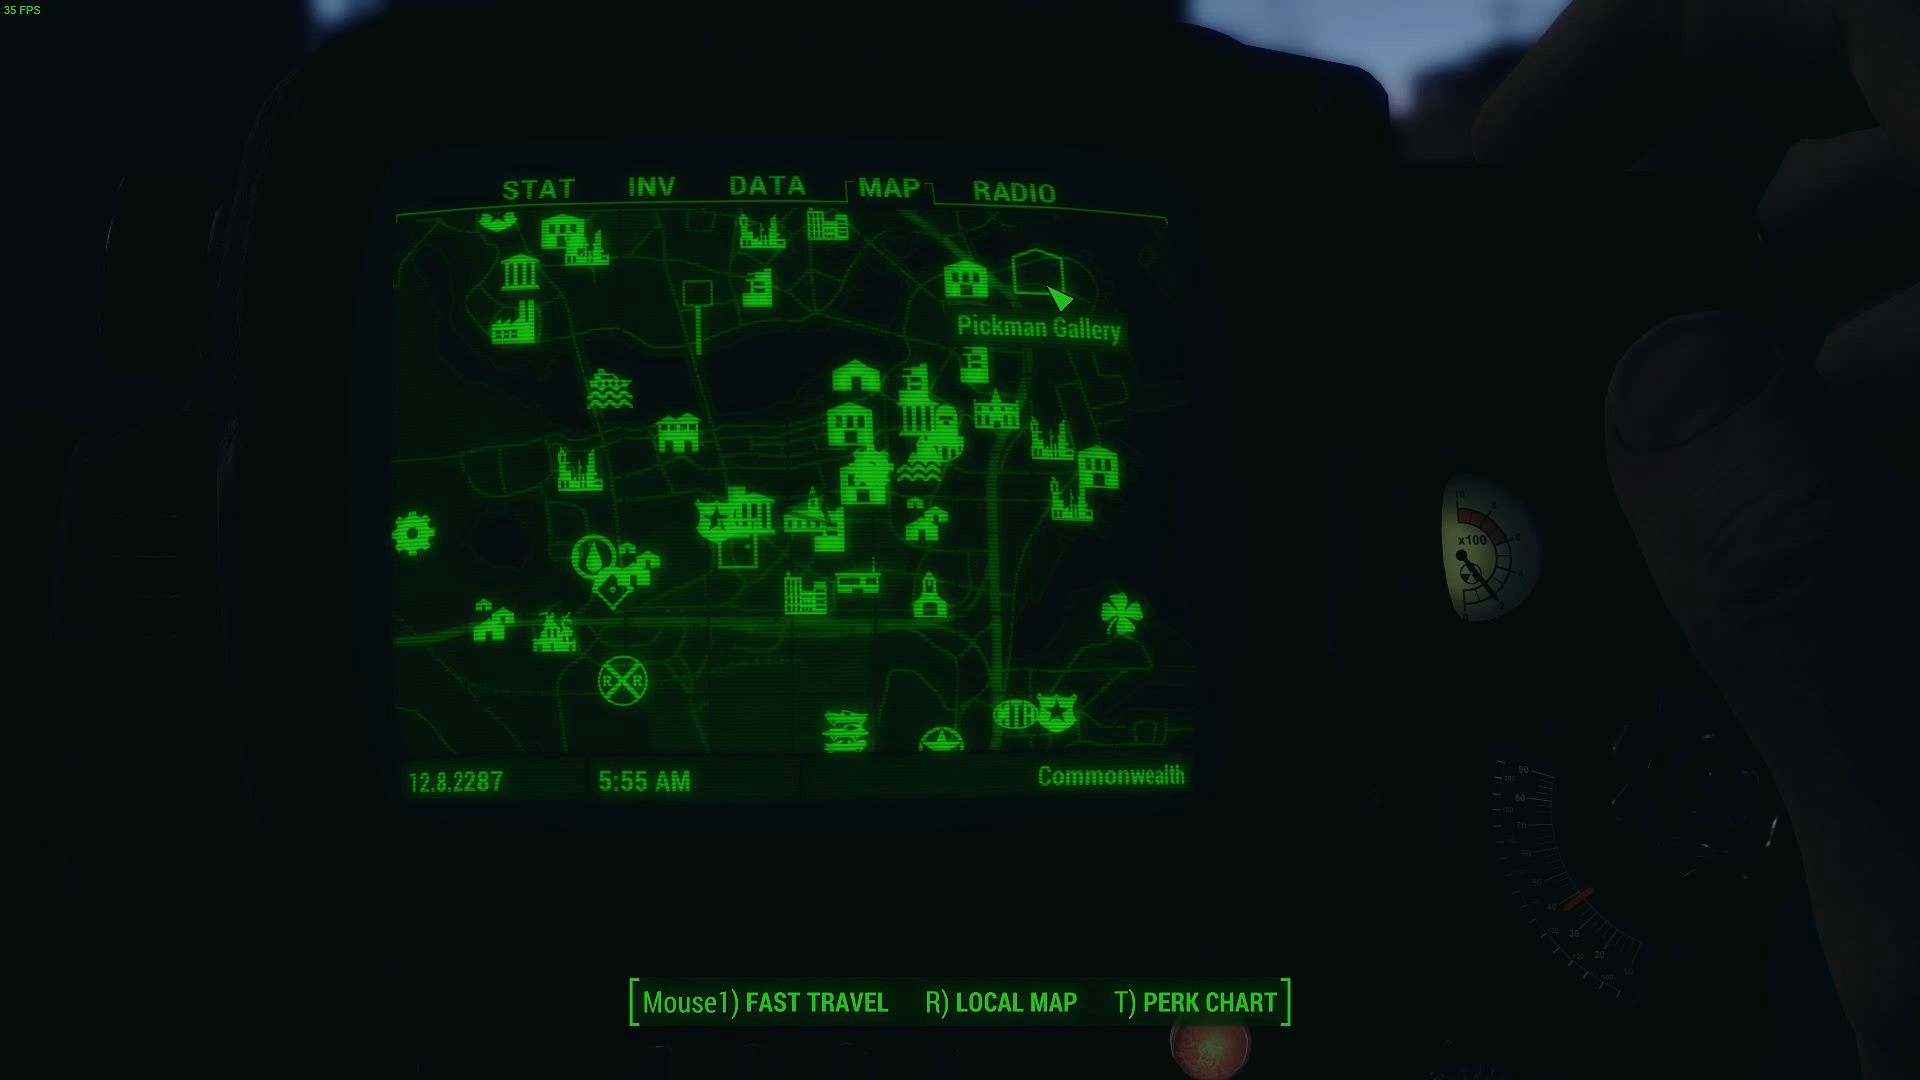 35 FPS
STAT INV DATA MAP RADIO
Pickman Gallery
R R
MTA
x100
12.8.2287 5:55 AM Commonwealth
Mouse1) FAST TRAVEL R) LOCAL MAP T) PERK CHART